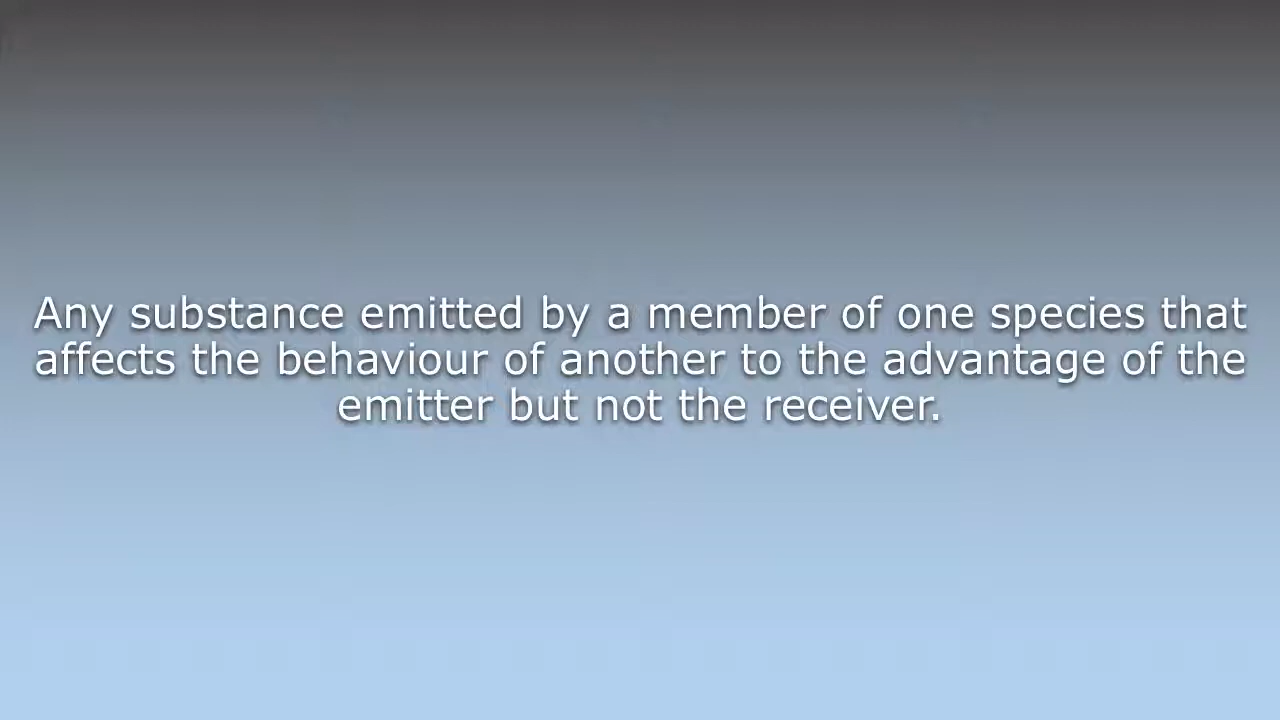 Any substance emitted by a member of one species that
affects the behaviour of another to the advantage of the
emitter but not the receiver.